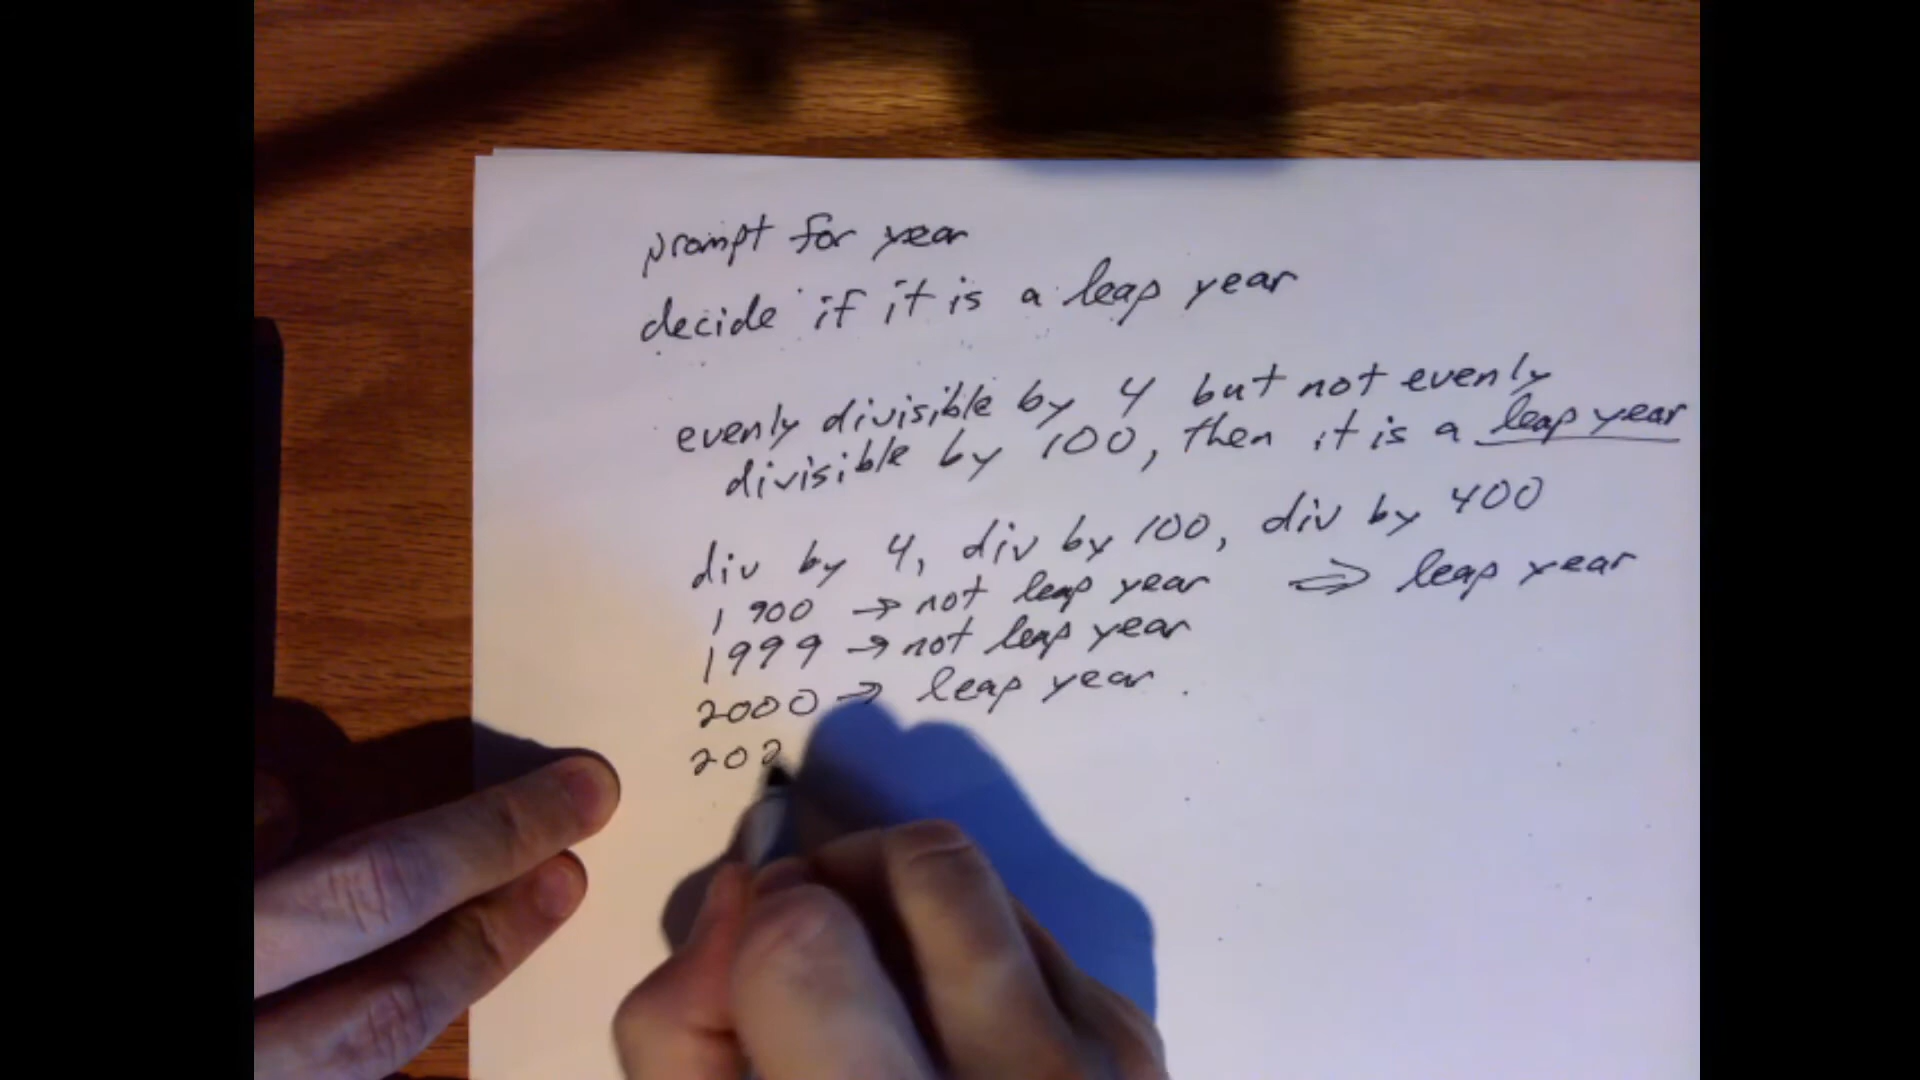 prompt for year
decide if it is a leap year
evenly divisible by 4 but not evenly
divisible by 100, then it is a leap year
div by 4, div by 100, div by 400
⇒ leap year
1900 → not leap year
1999 → not leap year
2000 → leap year.
202